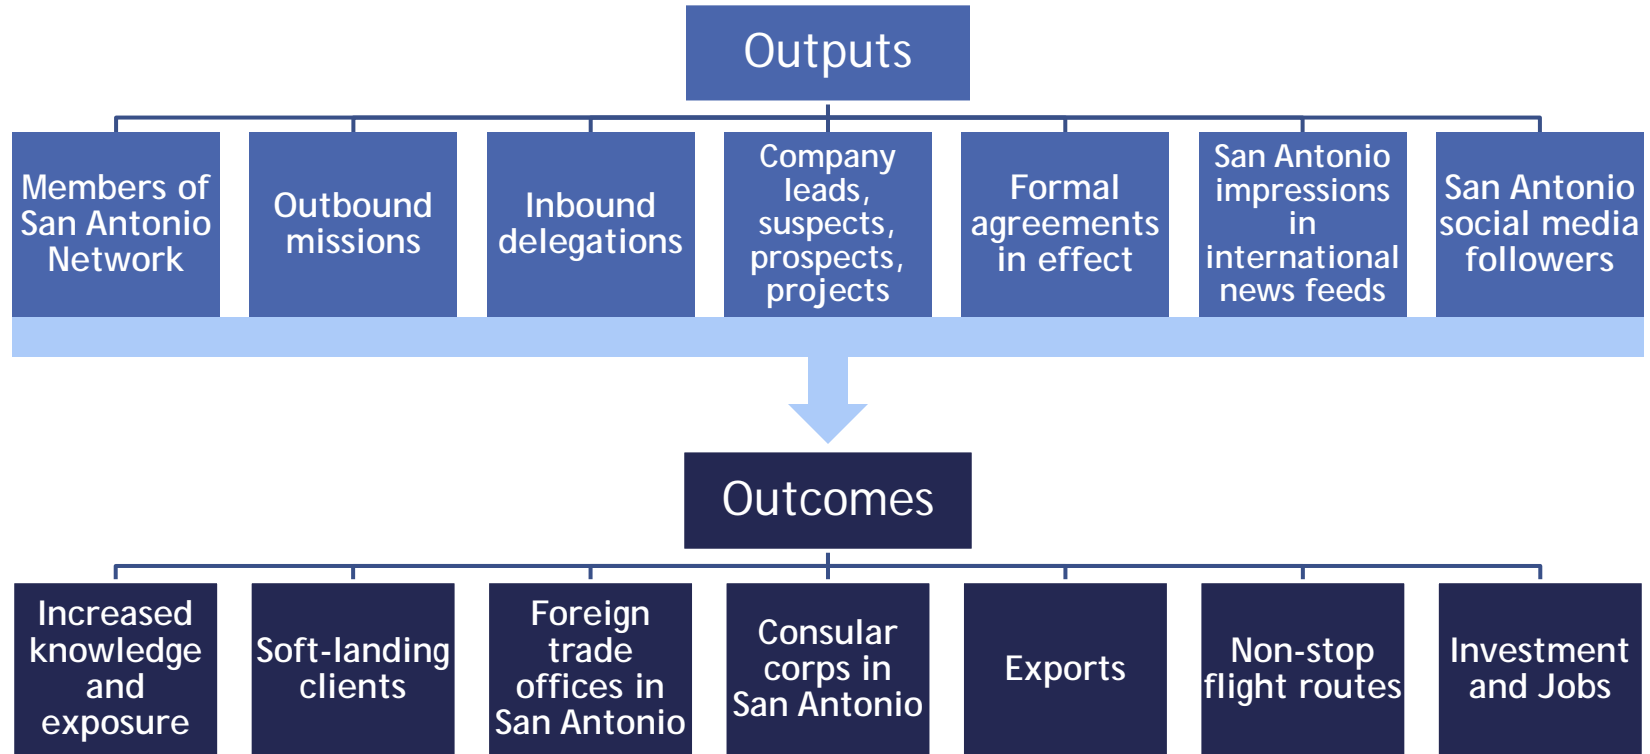 Outputs
Members of
San Antonio
Network
Outbound
missions
Inbound
delegations
Company
leads,
suspects,
prospects,
projects
Formal
agreements
in effect
San Antonio
impressions
in
international
news feeds
San Antonio
social media
followers
Outcomes
Increased
knowledge
and
exposure
Soft-landing
clients
Foreign
trade
offices in
San Antonio
Consular
corps in
San Antonio
Exports
Non-stop
flight routes
Investment
and Jobs